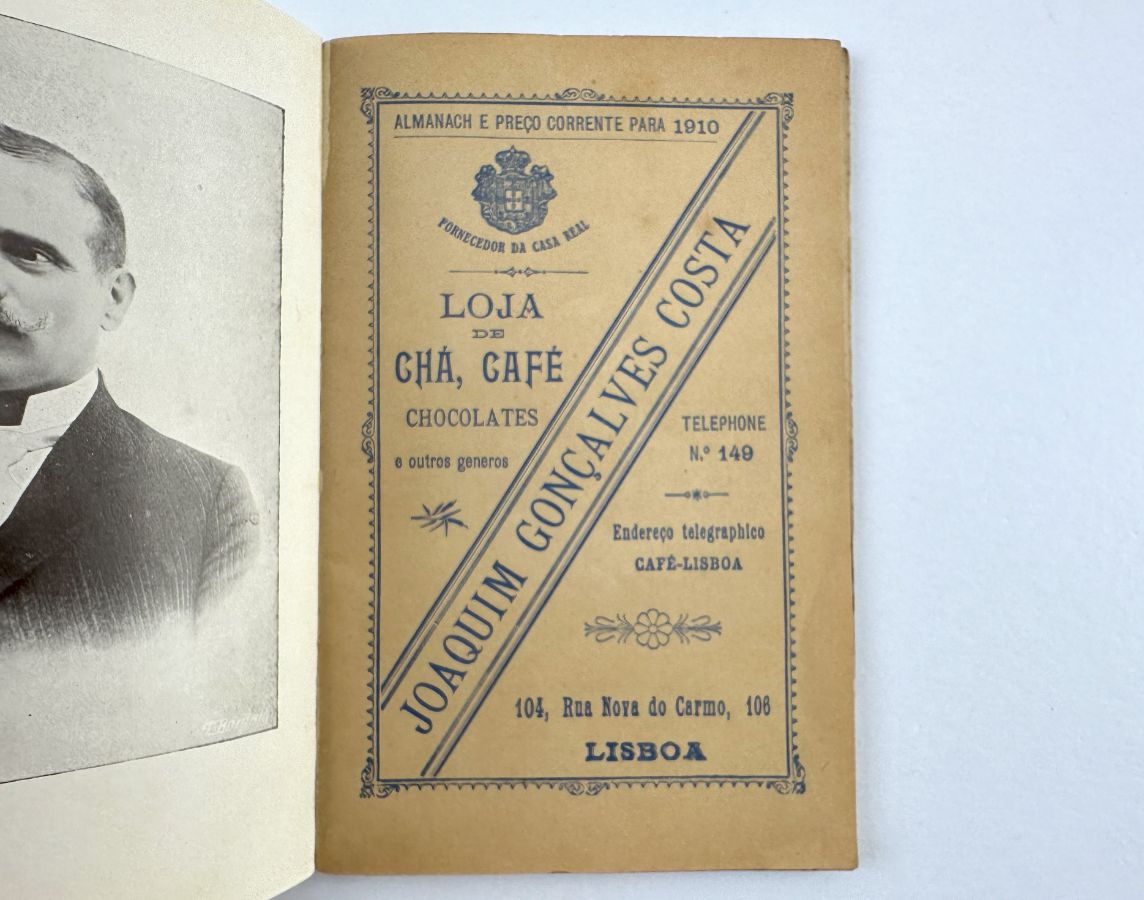 ALMANACH E PREÇO CORRENTE PARA 1910
FORNECEDOR DA CASA REAL
LOJA
DE
CHÁ, CAFÉ
CHOCOLATES
e outros generos
JOAQUIM GONÇALVES COSTA
TELEPHONE
N.º 149
Endereço telegraphico
CAFÉ-LISBOA
104, Rua Nova do Carmo, 106
LISBOA